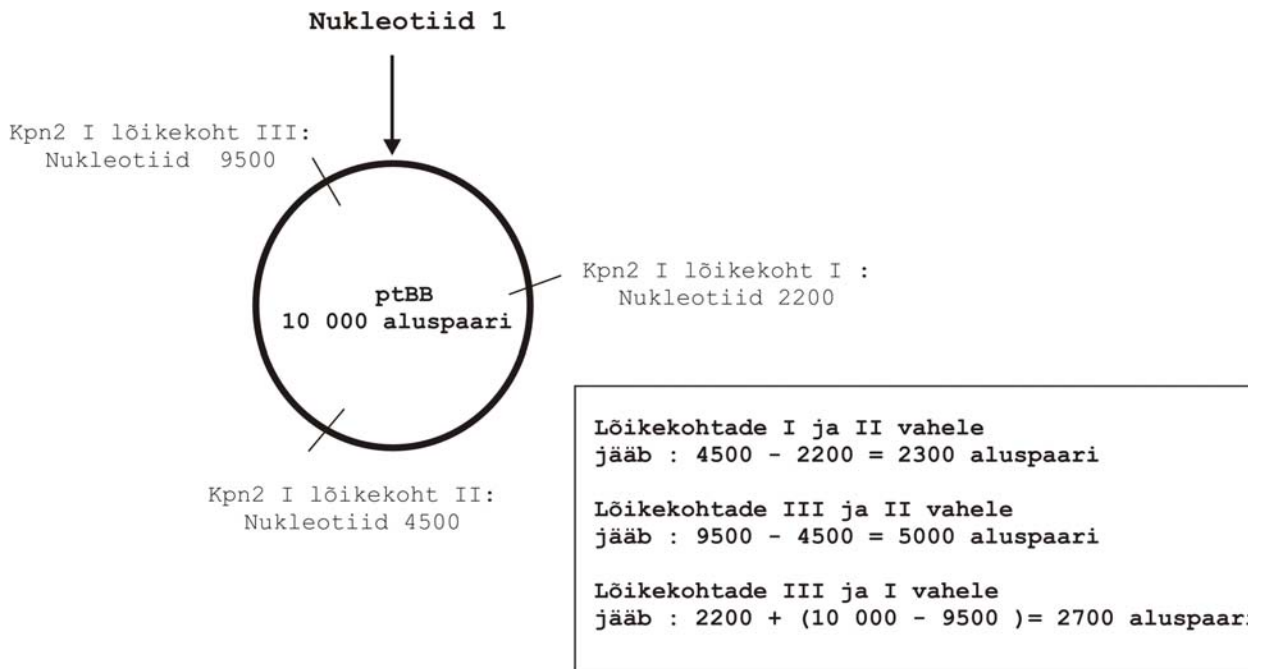 Nukleotiid 1
Kpn2 I lõikekoht III:
Nukleotiid 9500
Kpn2 I lõikekoht I :
Nukleotiid 2200
ptBB
10 000 aluspaari
Kpn2 I lõikekoht II:
Nukleotiid 4500
Lõikekohtade I ja II vahele
jääb : 4500 - 2200 = 2300 aluspaari
Lõikekohtade III ja II vahele
jääb : 9500 - 4500 = 5000 aluspaari
Lõikekohtade III ja I vahele
jääb : 2200 + (10 000 - 9500 )= 2700 aluspaari